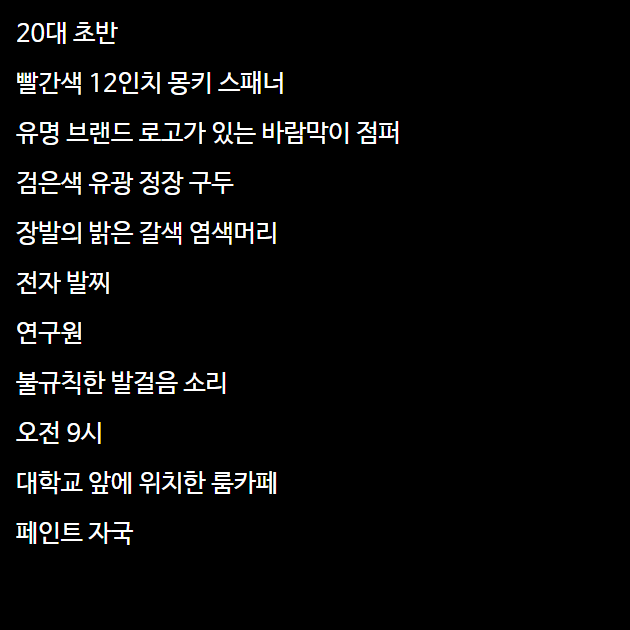 20대 초반
빨간색 12인치 몽키 스패너
유명 브랜드 로고가 있는 바람막이 점퍼
검은색 유광 정장 구두
장발의 밝은 갈색 염색머리
전자 발찌
연구원
불규칙한 발걸음 소리
오전 9시
대학교 앞에 위치한 룸카페
페인트 자국